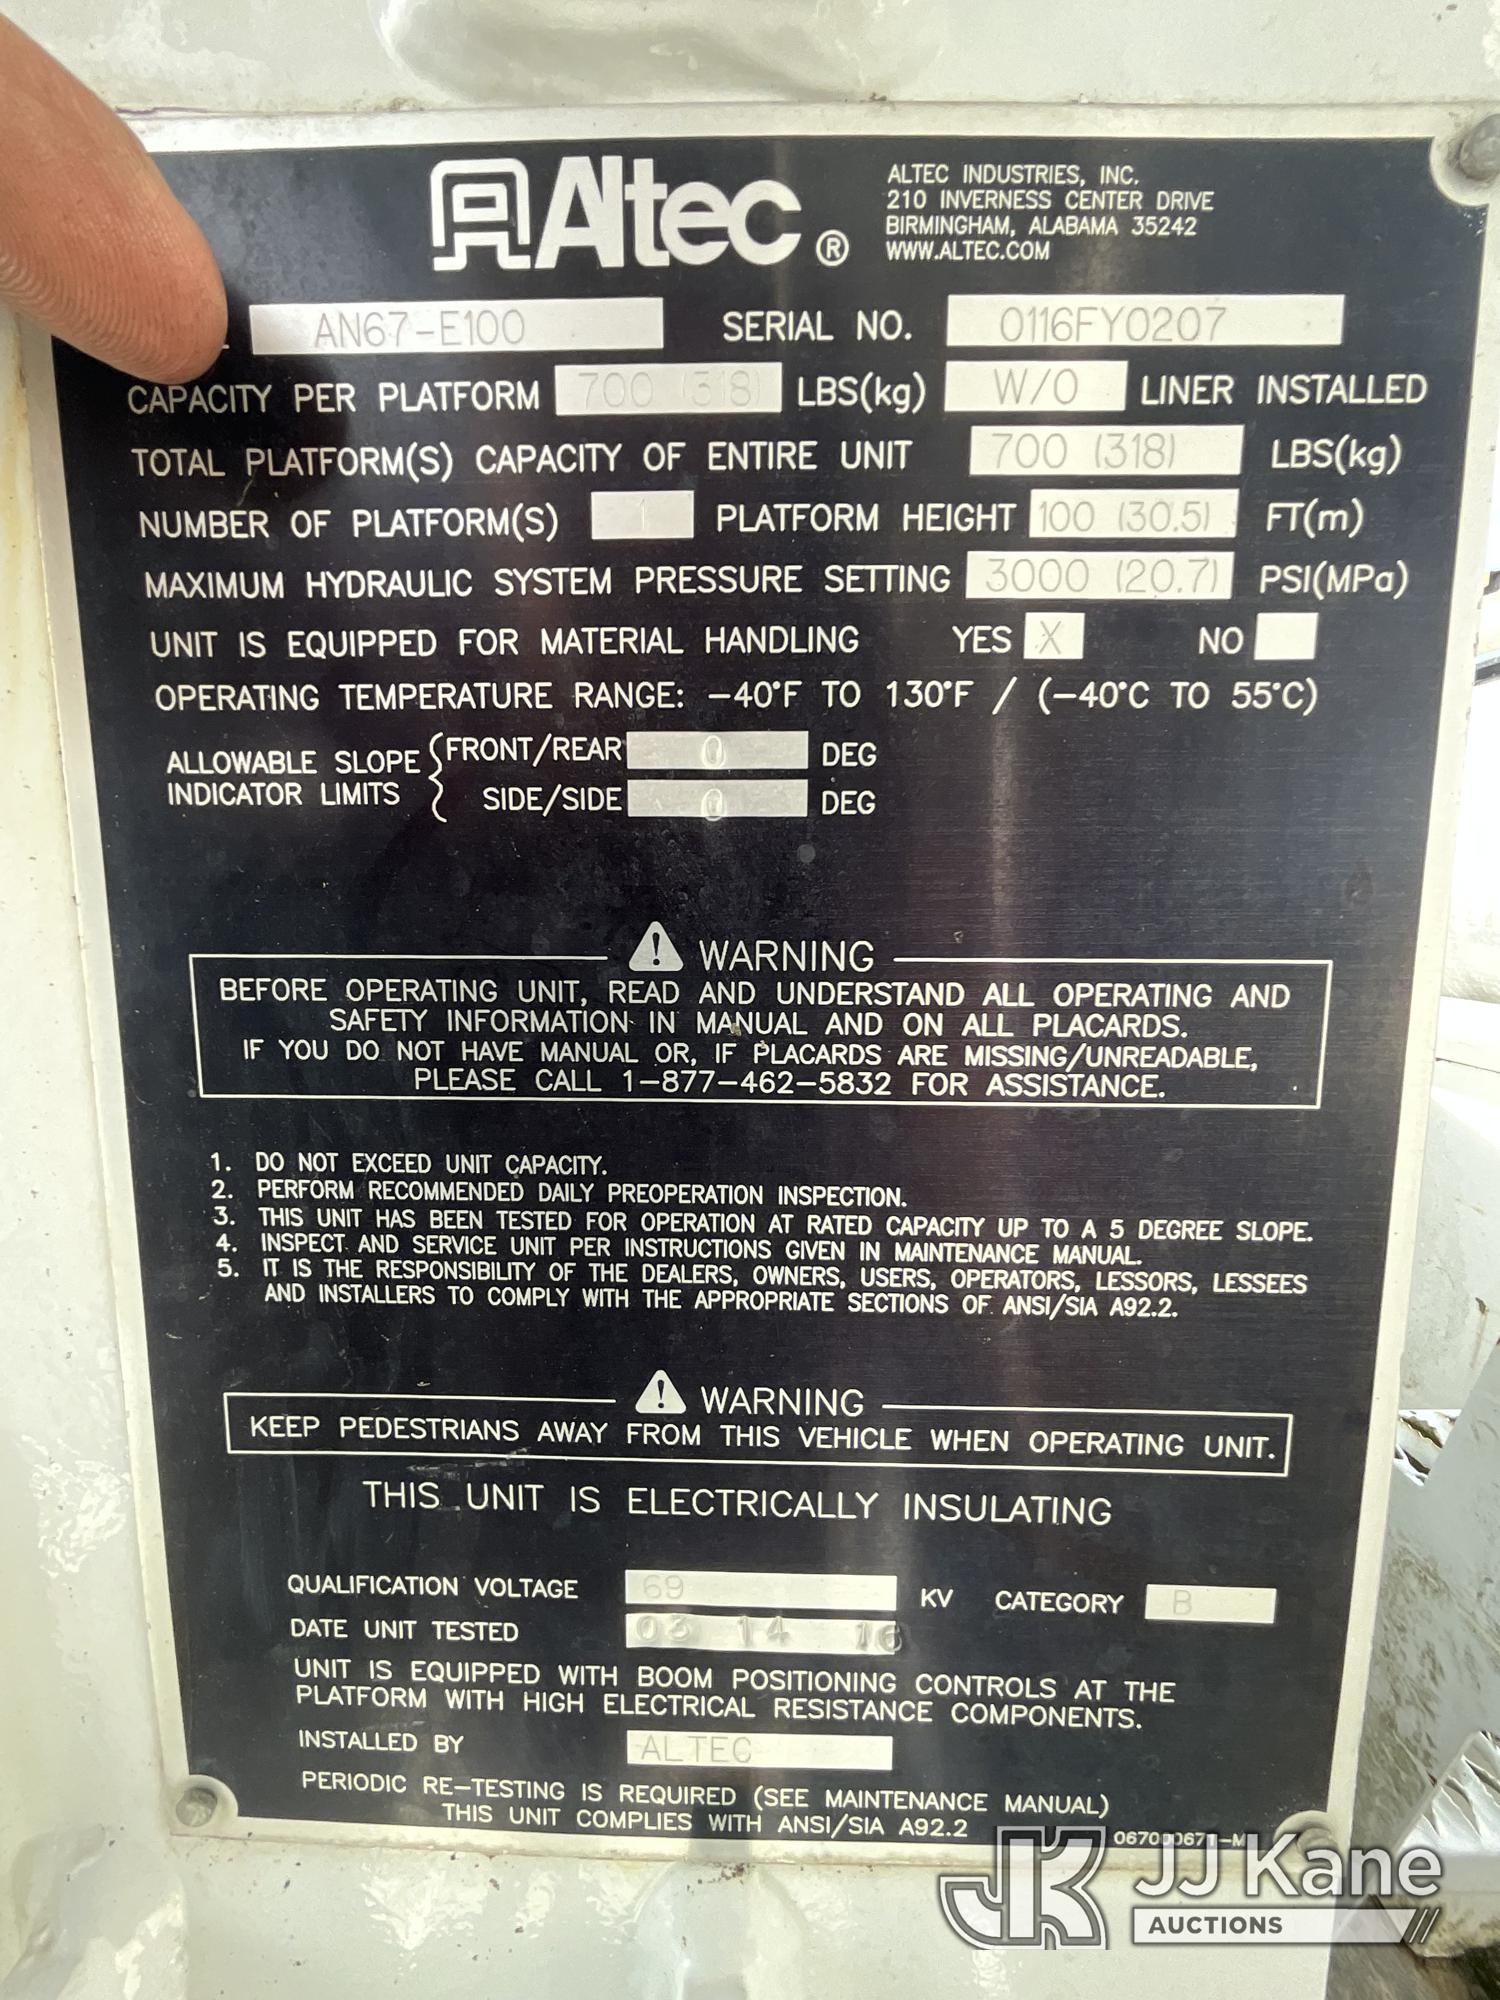 Altec®
ALTEC INDUSTRIES, INC.
210 INVERNESS CENTER DRIVE
BIRMINGHAM, ALABAMA 35242
WWW.ALTEC.COM
AN67-E100 SERIAL NO. 0116FY0207
CAPACITY PER PLATFORM 700 (318) LBS(kg) W/O LINER INSTALLED
TOTAL PLATFORM(S) CAPACITY OF ENTIRE UNIT 700 (318) LBS(kg)
NUMBER OF PLATFORM(S) 1 PLATFORM HEIGHT 100 (30.5) FT(m)
MAXIMUM HYDRAULIC SYSTEM PRESSURE SETTING 3000 (20.7) PSI(MPa)
UNIT IS EQUIPPED FOR MATERIAL HANDLING YES X NO
OPERATING TEMPERATURE RANGE: -40°F TO 130°F / (-40°C TO 55°C)
ALLOWABLE SLOPE INDICATOR LIMITS
FRONT/REAR 0 DEG
SIDE/SIDE 0 DEG
WARNING
BEFORE OPERATING UNIT, READ AND UNDERSTAND ALL OPERATING AND
SAFETY INFORMATION IN MANUAL AND ON ALL PLACARDS.
IF YOU DO NOT HAVE MANUAL OR, IF PLACARDS ARE MISSING/UNREADABLE,
PLEASE CALL 1-877-462-5832 FOR ASSISTANCE.
1. DO NOT EXCEED UNIT CAPACITY.
2. PERFORM RECOMMENDED DAILY PREOPERATION INSPECTION.
3. THIS UNIT HAS BEEN TESTED FOR OPERATION AT RATED CAPACITY UP TO A 5 DEGREE SLOPE.
4. INSPECT AND SERVICE UNIT PER INSTRUCTIONS GIVEN IN MAINTENANCE MANUAL.
5. IT IS THE RESPONSIBILITY OF THE DEALERS, OWNERS, USERS, OPERATORS, LESSORS, LESSEES
AND INSTALLERS TO COMPLY WITH THE APPROPRIATE SECTIONS OF ANSI/SIA A92.2.
WARNING
KEEP PEDESTRIANS AWAY FROM THIS VEHICLE WHEN OPERATING UNIT.
THIS UNIT IS ELECTRICALLY INSULATING
QUALIFICATION VOLTAGE 69 KV CATEGORY B
DATE UNIT TESTED 03 14 16
UNIT IS EQUIPPED WITH BOOM POSITIONING CONTROLS AT THE
PLATFORM WITH HIGH ELECTRICAL RESISTANCE COMPONENTS.
INSTALLED BY ALTEC
PERIODIC RE-TESTING IS REQUIRED (SEE MAINTENANCE MANUAL)
THIS UNIT COMPLIES WITH ANSI/SIA A92.2
JK JJ Kane
AUCTIONS